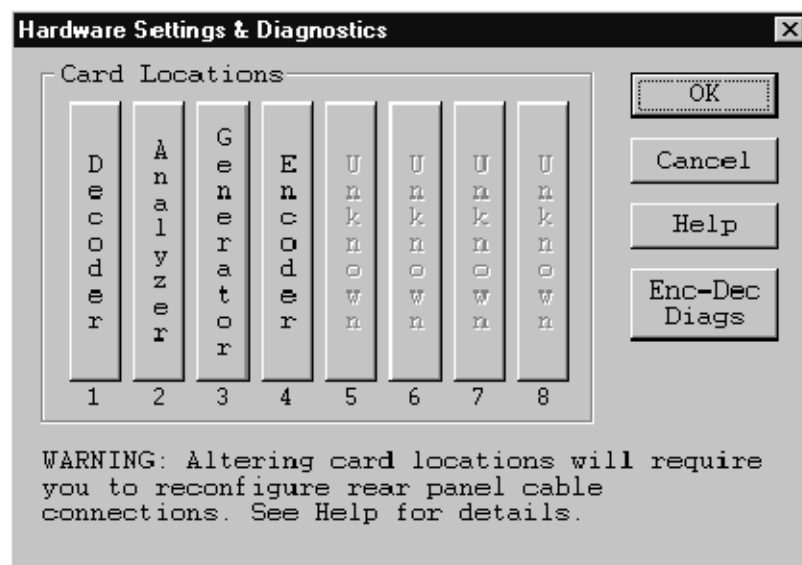 Hardware Settings & Diagnostics
Card Locations
Decoder
Analyzer
Generator
Encoder
Unknown
Unknown
Unknown
Unknown
1 2 3 4 5 6 7 8
OK
Cancel
Help
Enc-Dec
Diags
WARNING: Altering card locations will require
you to reconfigure rear panel cable
connections. See Help for details.